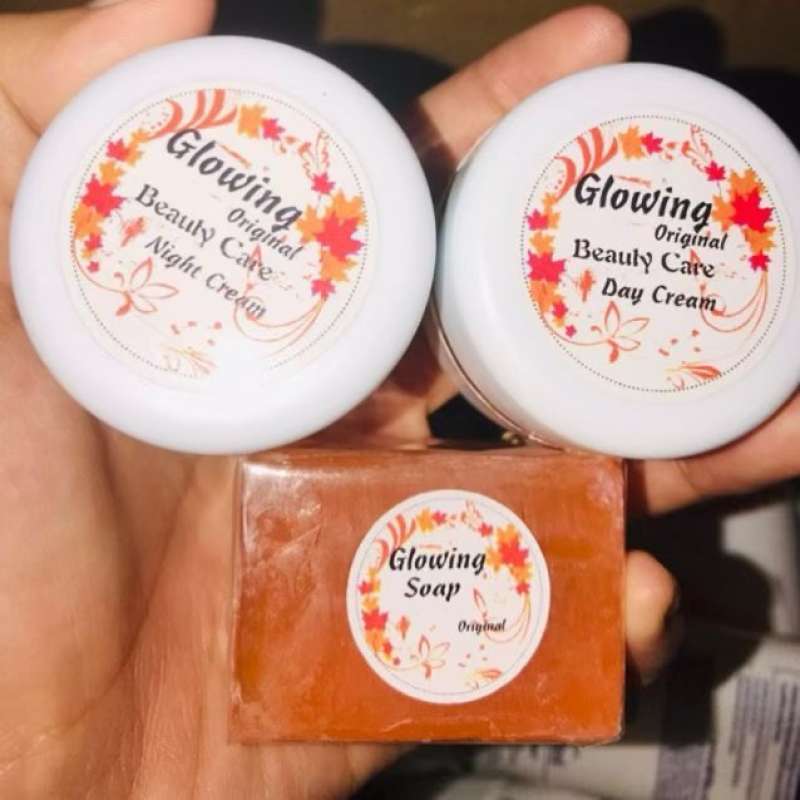 Glowing
Original
Beauty Care
Night Cream
Glowing
Original
Beauty Care
Day Cream
Glowing
Soap
Original